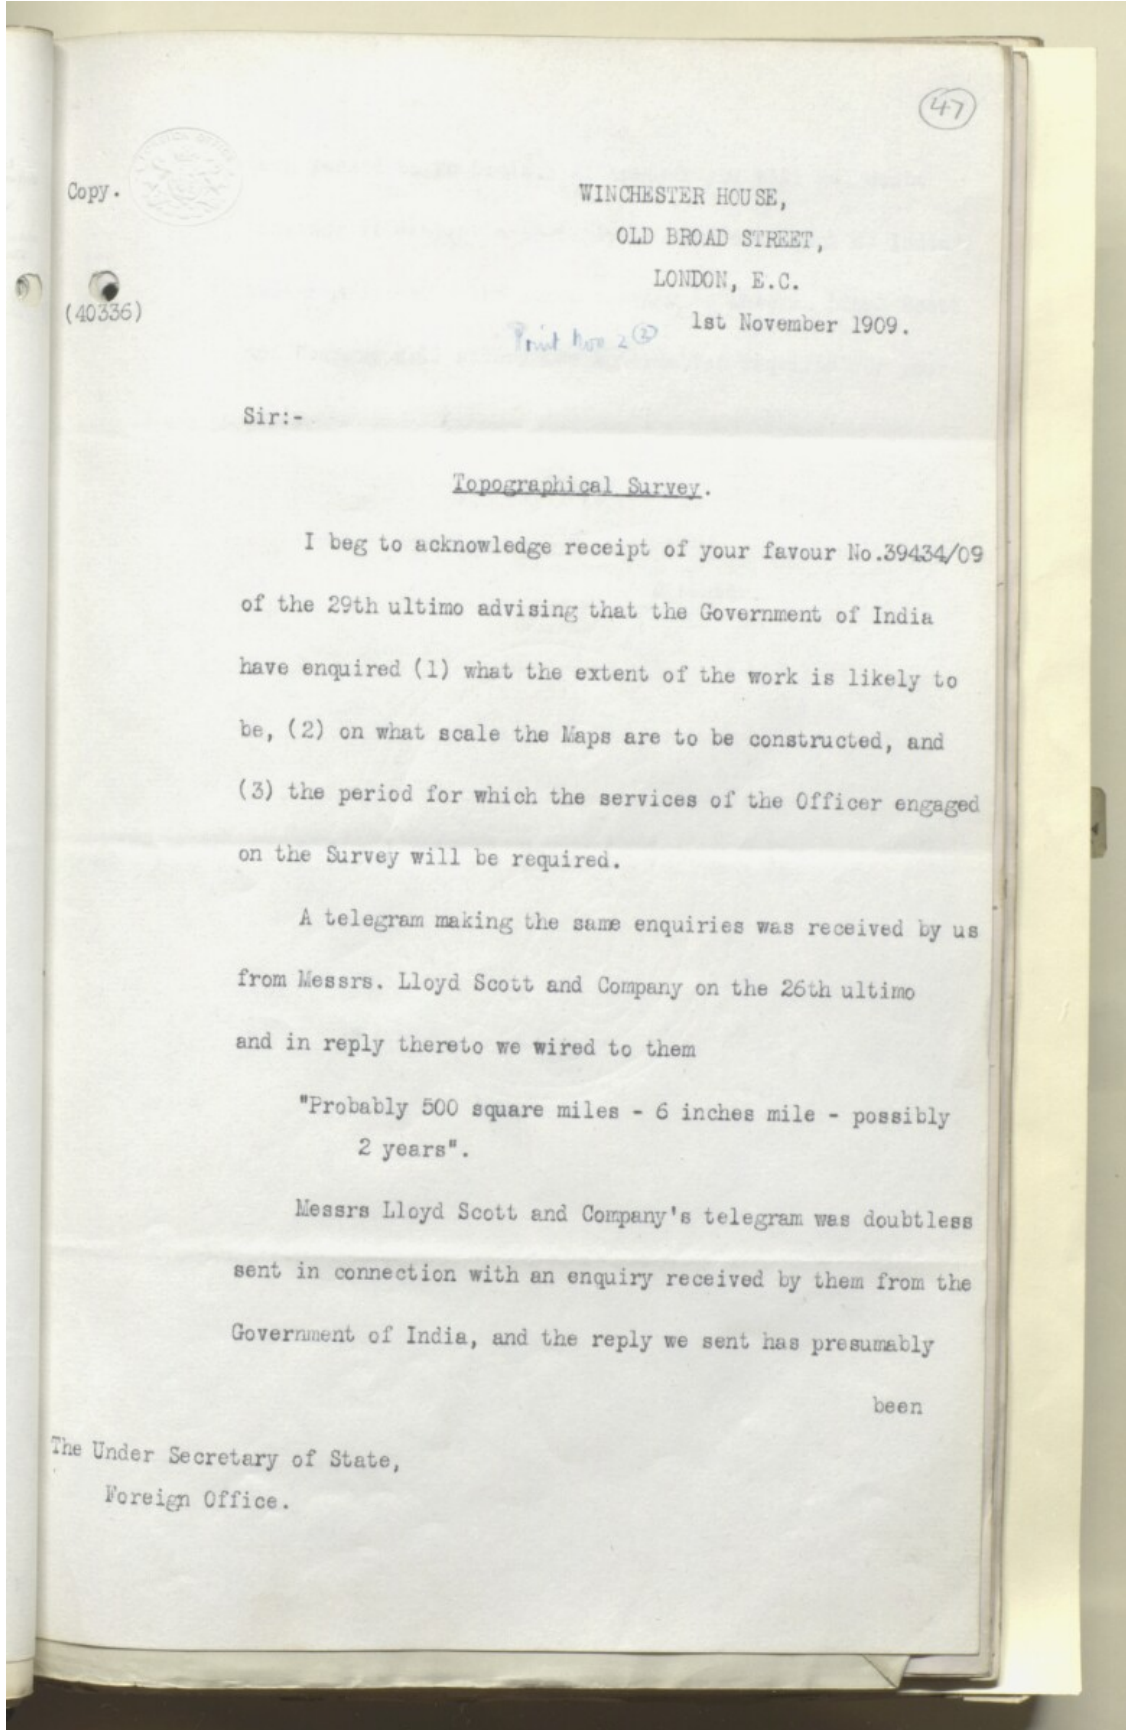 47
Copy.
WINCHESTER HOUSE,
OLD BROAD STREET,
LONDON, E.C.
(40336)
1st November 1909.
Print Nov 2 (2)
Sir:-
Topographical Survey.
I beg to acknowledge receipt of your favour No.39434/09
of the 29th ultimo advising that the Government of India
have enquired (1) what the extent of the work is likely to
be, (2) on what scale the Maps are to be constructed, and
(3) the period for which the services of the Officer engaged
on the Survey will be required.
A telegram making the same enquiries was received by us
from Messrs. Lloyd Scott and Company on the 26th ultimo
and in reply thereto we wired to them
"Probably 500 square miles - 6 inches mile - possibly
2 years".
Messrs Lloyd Scott and Company's telegram was doubtless
sent in connection with an enquiry received by them from the
Government of India, and the reply we sent has presumably
been
The Under Secretary of State,
Foreign Office.